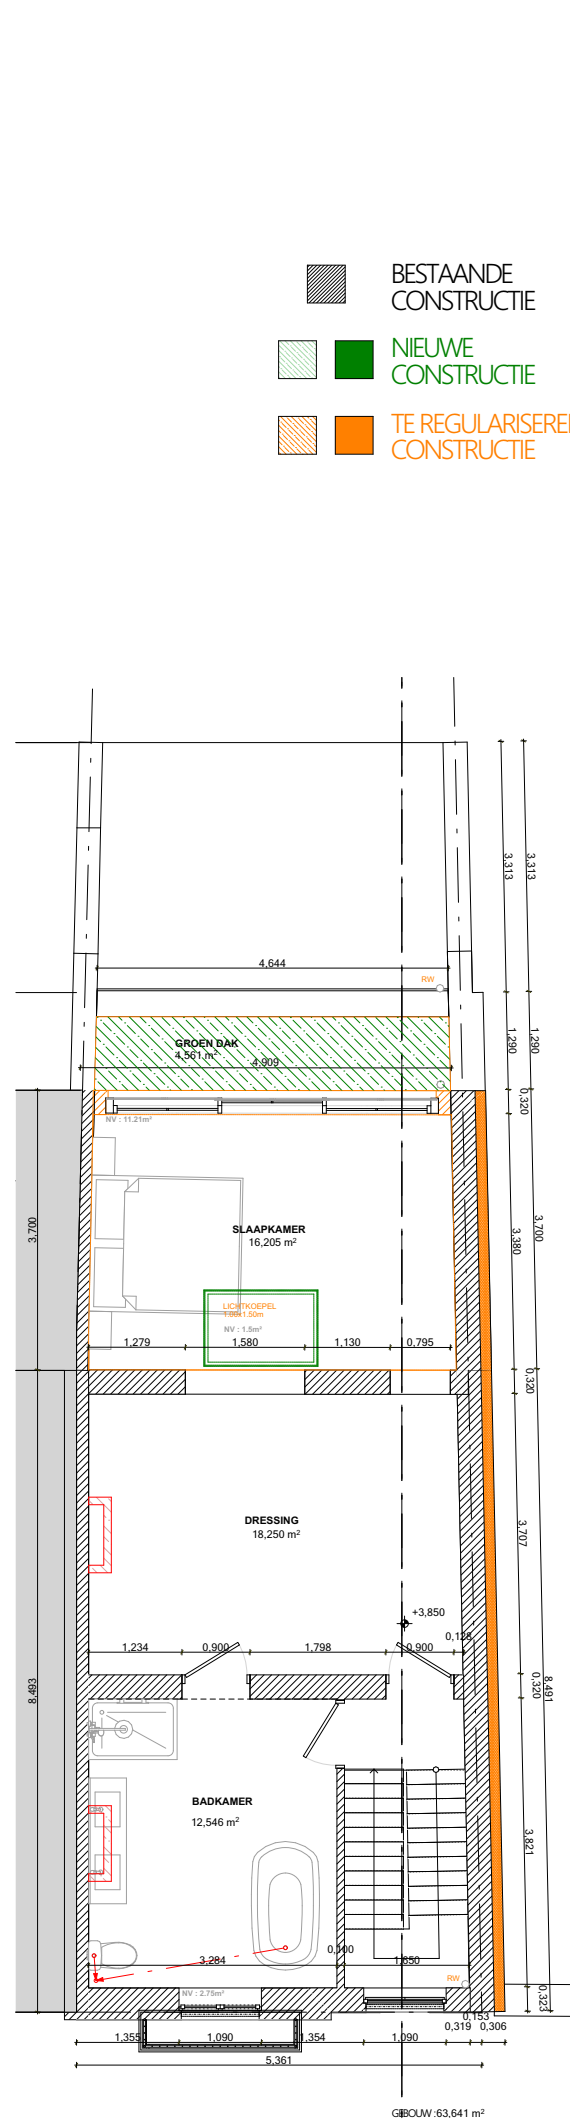 BESTAANDE
CONSTRUCTIE
NIEUWE
CONSTRUCTIE
TE REGULARISEREN
CONSTRUCTIE
3,313
3,313
4,644
RW
GROEN DAK
4,561 m²
4,909
1,290
1,290
0,320
NV : 11.21m²
3,700
SLAAPKAMER
16,205 m²
3,700
3,380
LICHTKOEPEL
1.00x1.50m
NV : 1.5m²
1,279
1,580
1,130
0,795
0,320
DRESSING
18,250 m²
3,707
+3,850
0,128
1,234
0,900
1,798
0,900
8,493
0,320
8,491
BADKAMER
12,546 m²
3,821
0,100
3,284
1,650
RW
NV : 2.75m²
0,323
0,153
0,319
0,306
1,355
1,090
1,354
1,090
5,361
GEBOUW :63,641 m²